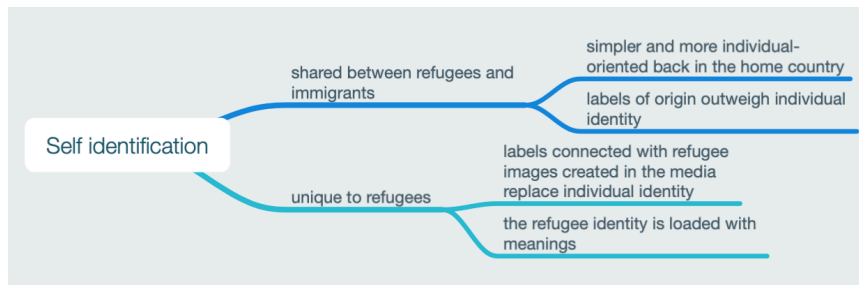 Self identification
shared between refugees and
immigrants
simpler and more individual-
oriented back in the home country
labels of origin outweigh individual
identity
unique to refugees
labels connected with refugee
images created in the media
replace individual identity
the refugee identity is loaded with
meanings